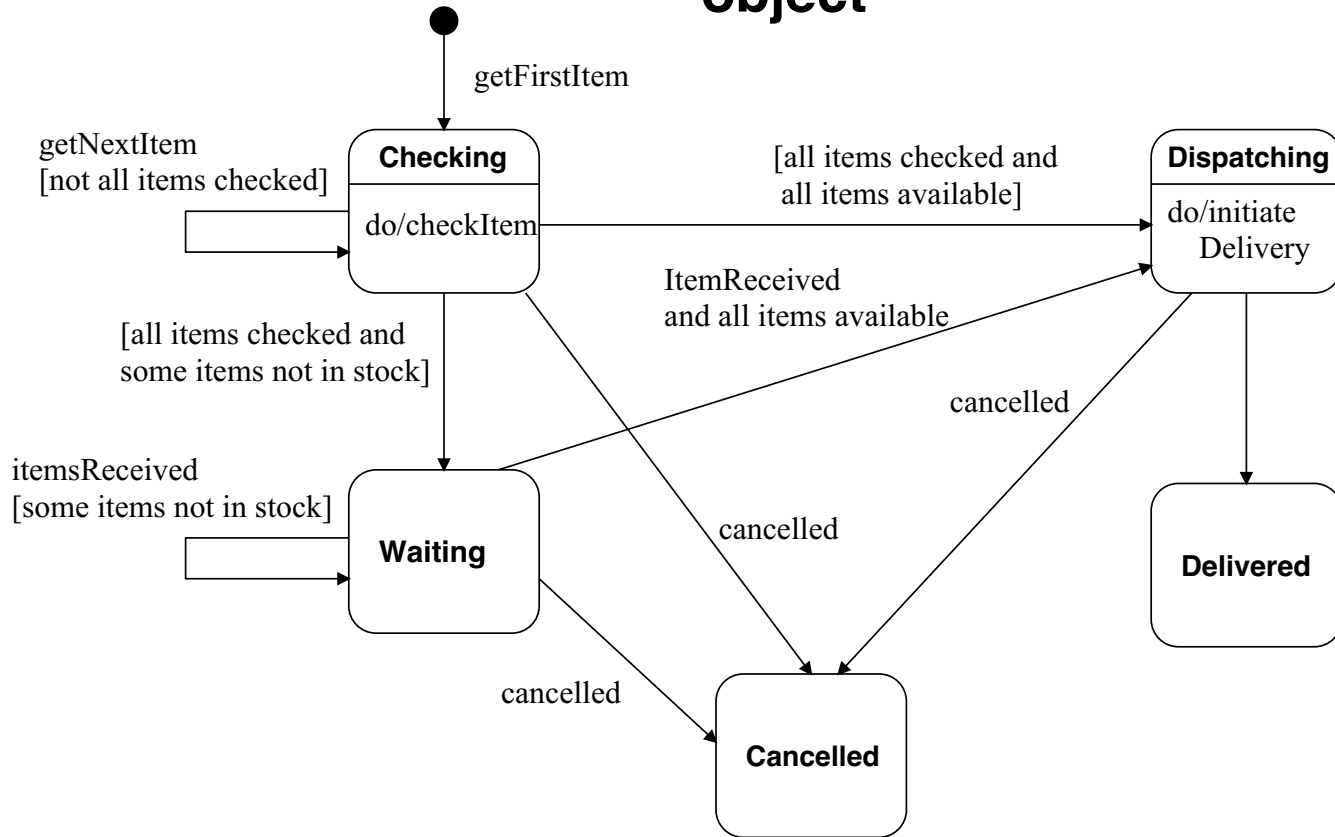 object
getFirstItem
getNextItem
[not all items checked]
Checking
do/checkItem
[all items checked and
all items available]
Dispatching
do/initiate
Delivery
ItemReceived
and all items available
[all items checked and
some items not in stock]
cancelled
itemsReceived
[some items not in stock]
Waiting
cancelled
Delivered
cancelled
Cancelled